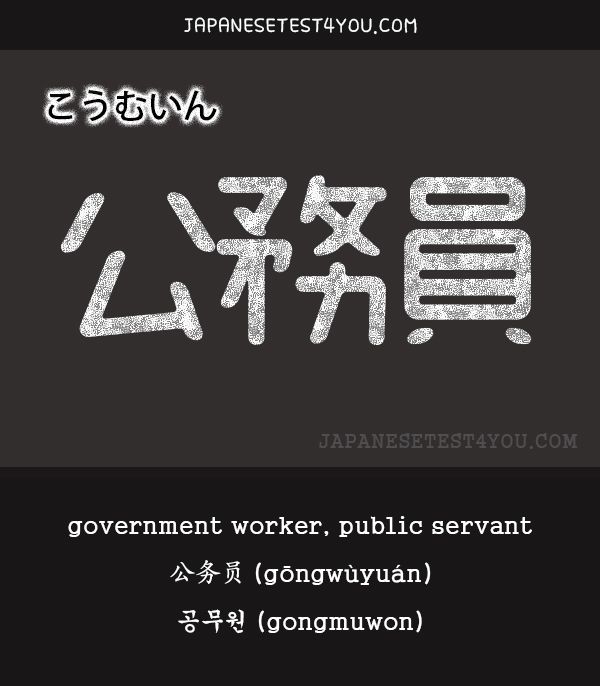 JAPANESETEST4YOU.COM
こうむいん
公務員
JAPANESETEST4YOU.COM
government worker, public servant
公务员 (gōngwùyuán)
공무원 (gongmuwon)